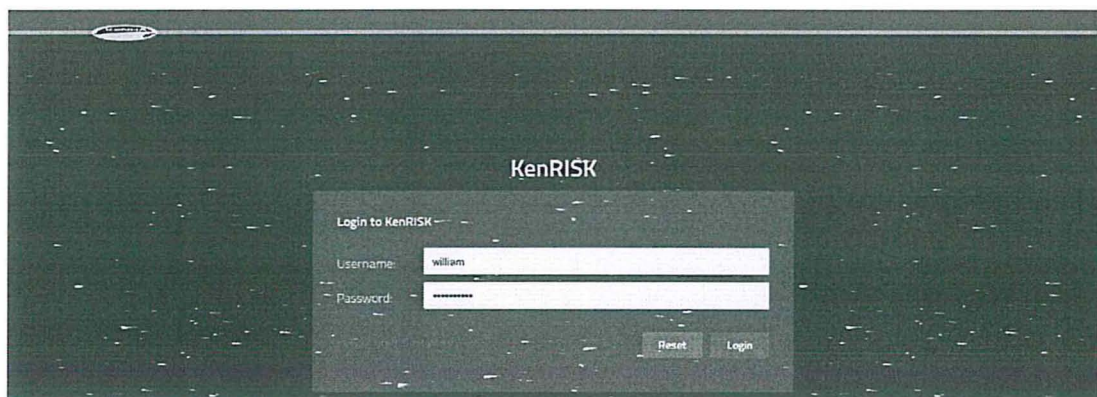 KenRISK
Login to KenRISK
Username:
william
Password:
••••••••••
Reset Login